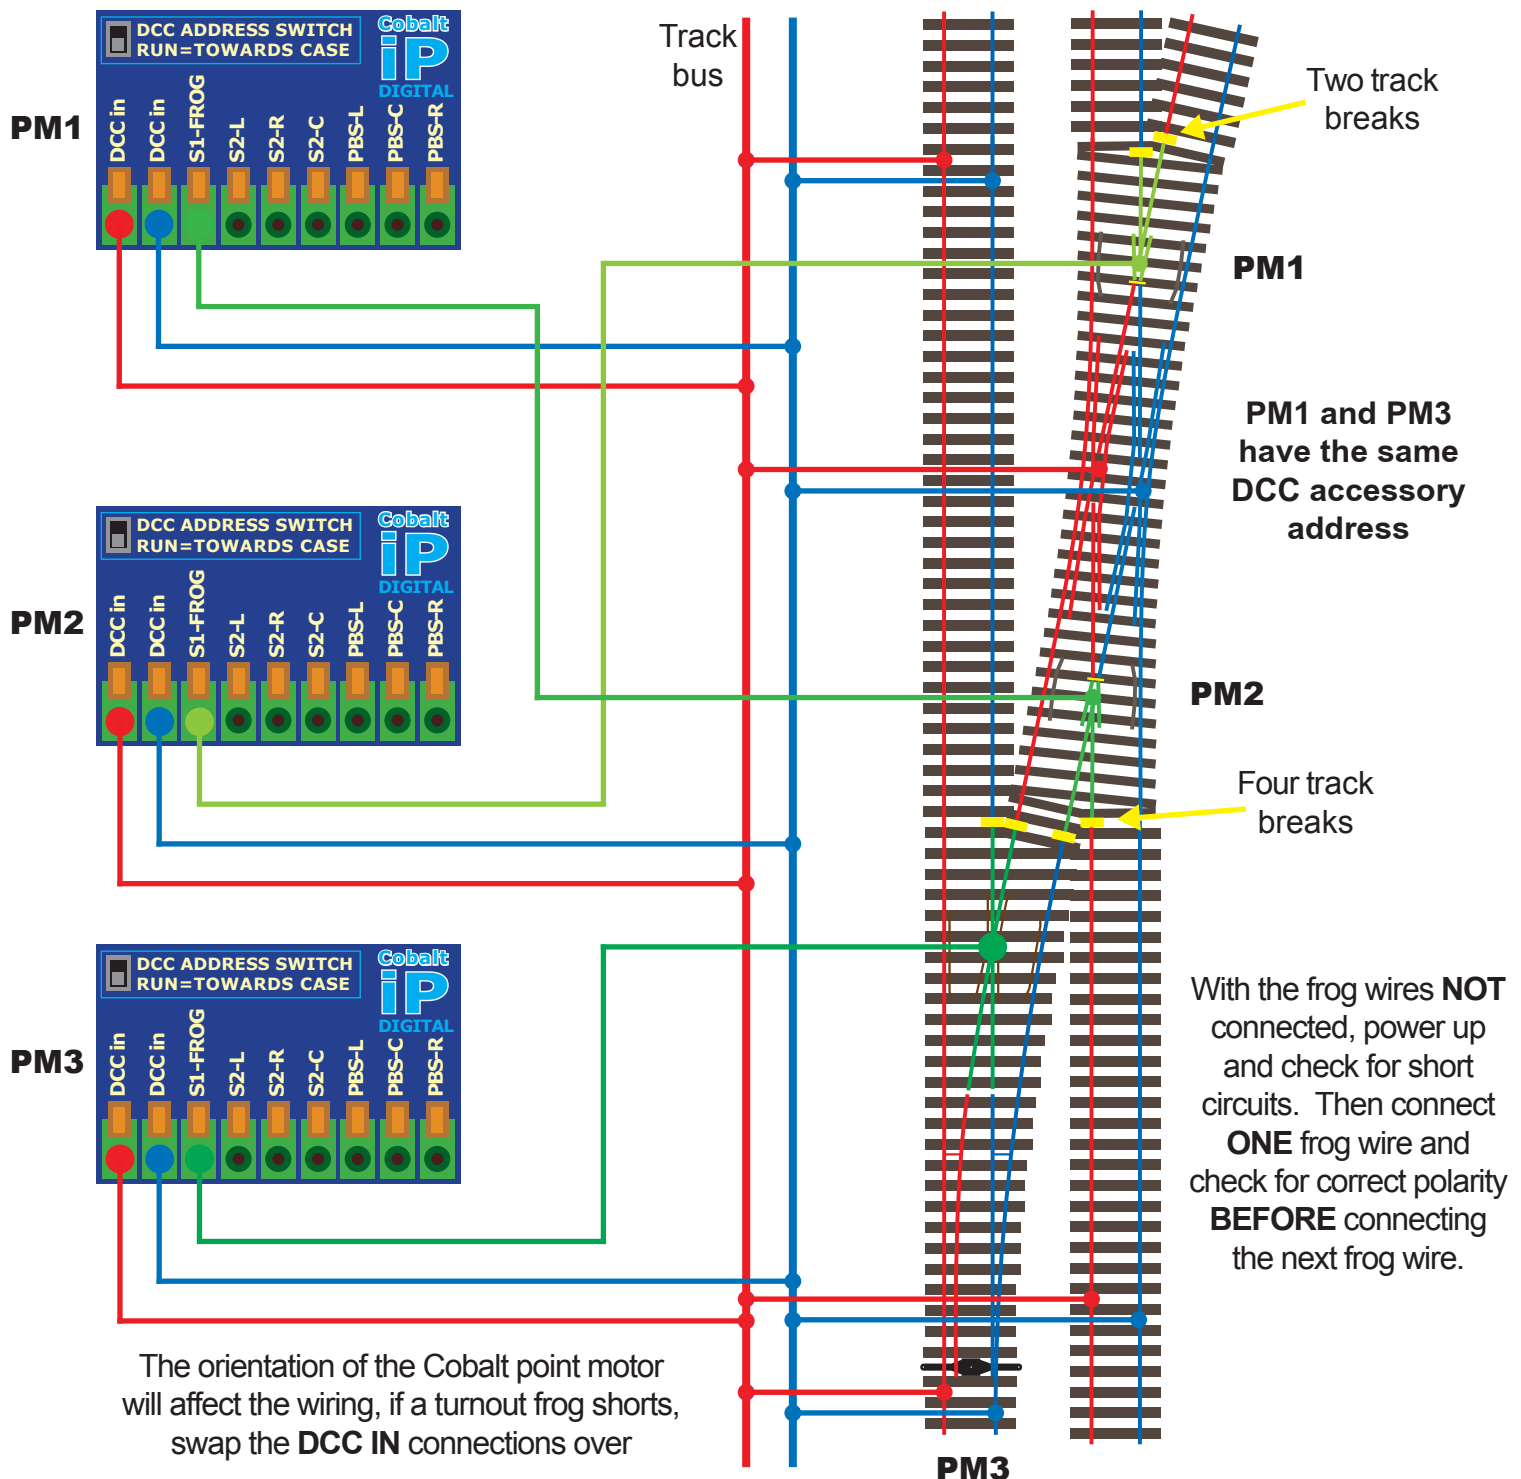 DCC ADDRESS SWITCH
RUN=TOWARDS CASE
Cobalt
iP
DIGITAL
PM1
DCC in
DCC in
S1-FROG
S2-L
S2-R
S2-C
PBS-L
PBS-C
PBS-R
Track
bus
Two track
breaks
PM1
PM1 and PM3
have the same
DCC accessory
address
DCC ADDRESS SWITCH
RUN=TOWARDS CASE
Cobalt
iP
DIGITAL
PM2
DCC in
DCC in
S1-FROG
S2-L
S2-R
S2-C
PBS-L
PBS-C
PBS-R
PM2
Four track
breaks
DCC ADDRESS SWITCH
RUN=TOWARDS CASE
Cobalt
iP
DIGITAL
PM3
DCC in
DCC in
S1-FROG
S2-L
S2-R
S2-C
PBS-L
PBS-C
PBS-R
With the frog wires NOT
connected, power up
and check for short
circuits. Then connect
ONE frog wire and
check for correct polarity
BEFORE connecting
the next frog wire.
The orientation of the Cobalt point motor
will affect the wiring, if a turnout frog shorts,
swap the DCC IN connections over
PM3